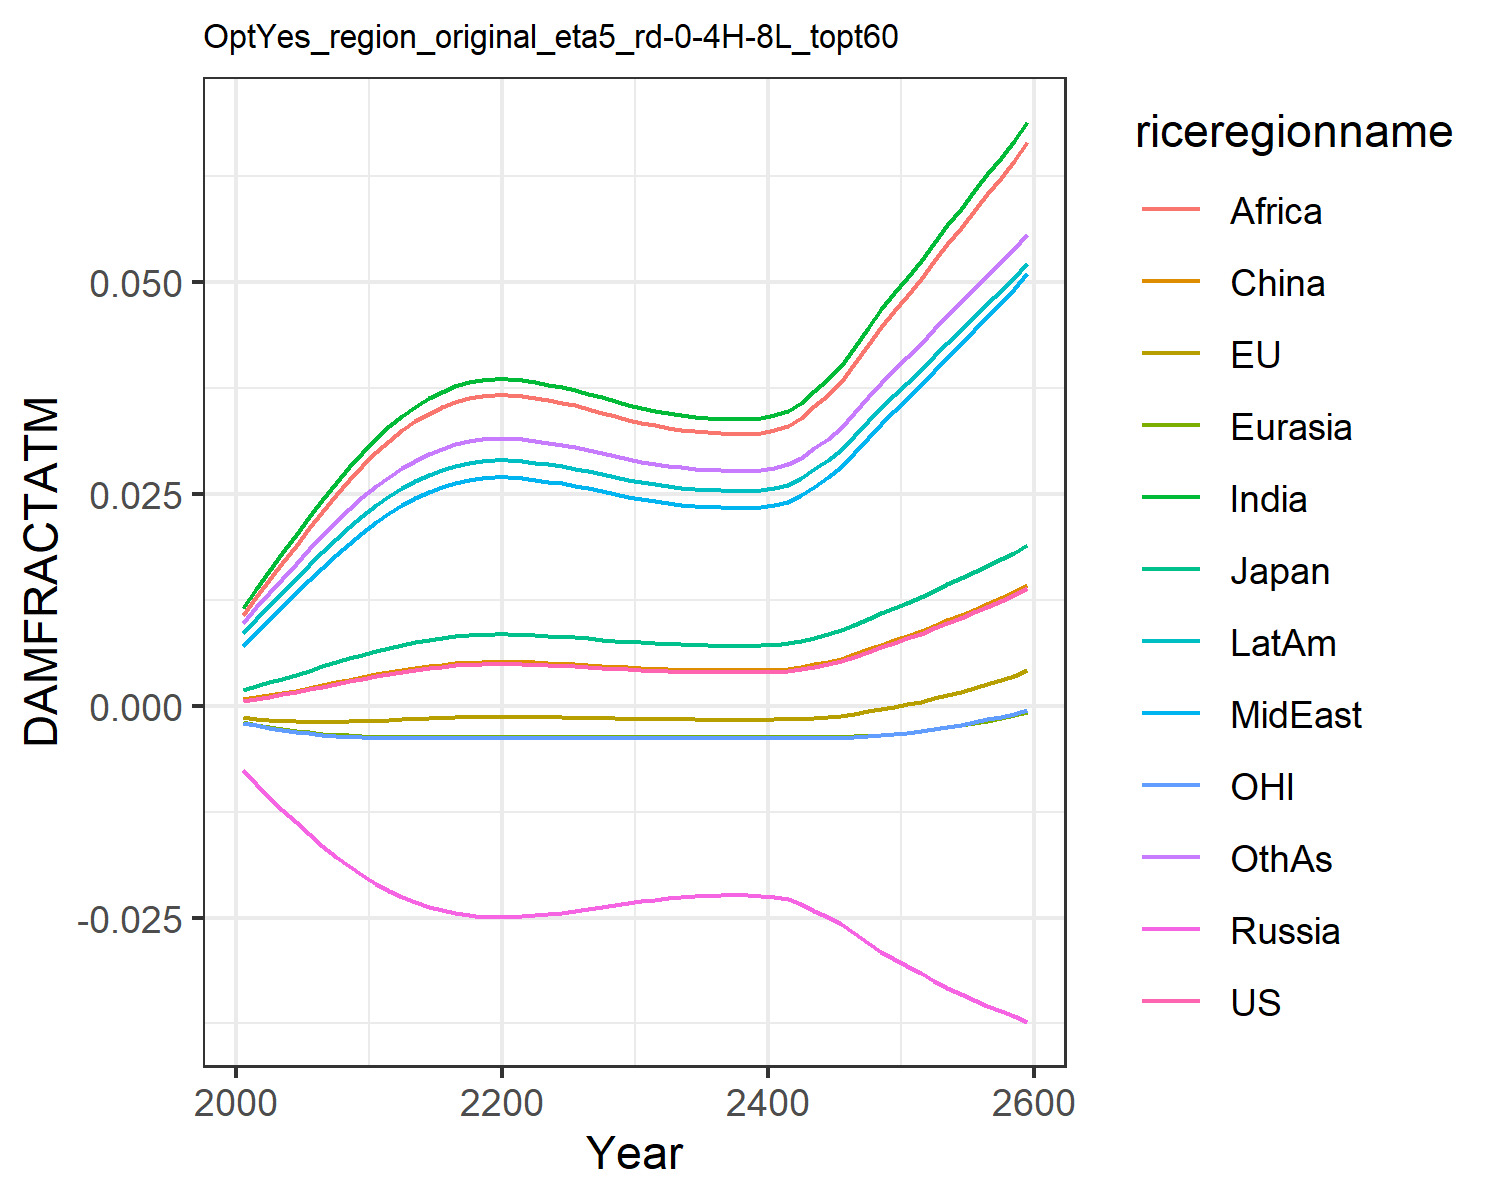 OptYes_region_original_eta5_rd-0-4H-8L_topt60
DAMFRACTATM
0.050
0.025
0.000
-0.025
2000
2200
2400
2600
Year
riceregionname
Africa
China
EU
Eurasia
India
Japan
LatAm
MidEast
OHI
OthAs
Russia
US